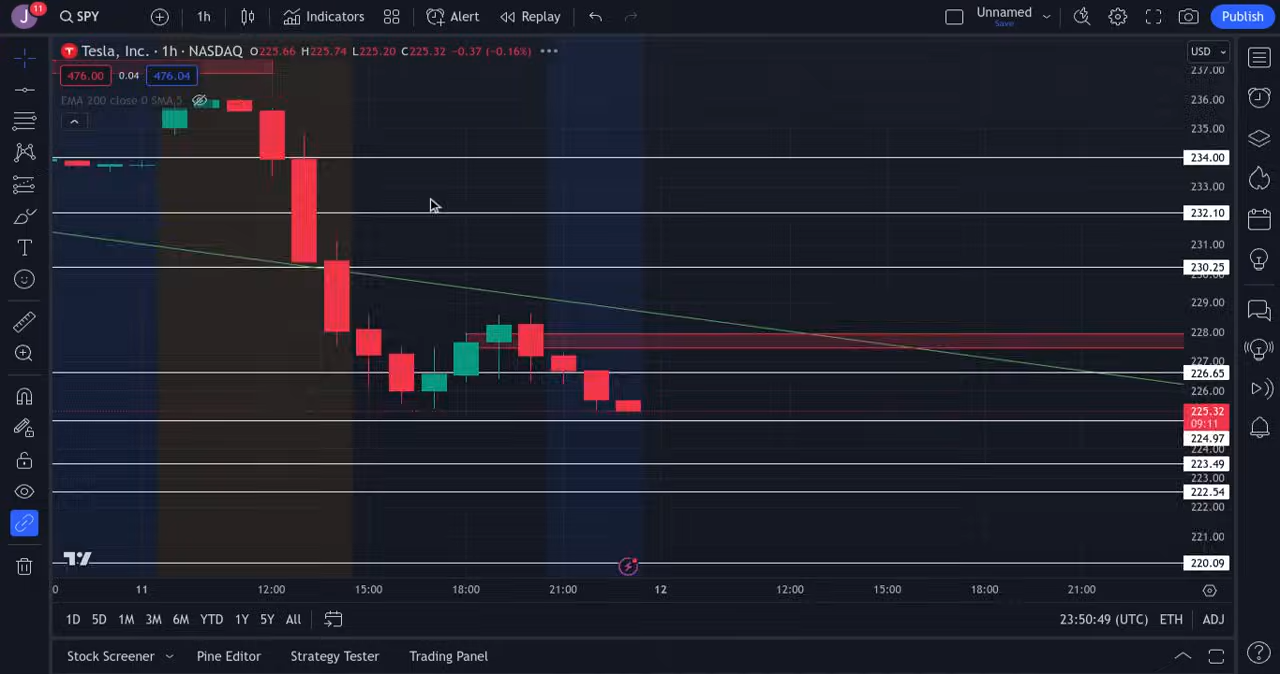 J 11 SPY 1h Indicators Alert Replay Unnamed Save Publish
Tesla, Inc. · 1h · NASDAQ O225.66 H225.74 L225.20 C225.32 −0.37 (−0.16%)
USD
476.00 0.04 476.04
EMA 200 close 0 SMA 5
237.00
236.00
235.00
234.00
233.00
232.10
231.00
230.25
229.00
228.00
227.00
226.65
226.00
225.32
09:11
224.97
224.00
223.49
223.00
222.54
222.00
221.00
220.09
0 11 12:00 15:00 18:00 21:00 12 12:00 15:00 18:00 21:00
1D 5D 1M 3M 6M YTD 1Y 5Y All 23:50:49 (UTC) ETH ADJ
Stock Screener Pine Editor Strategy Tester Trading Panel